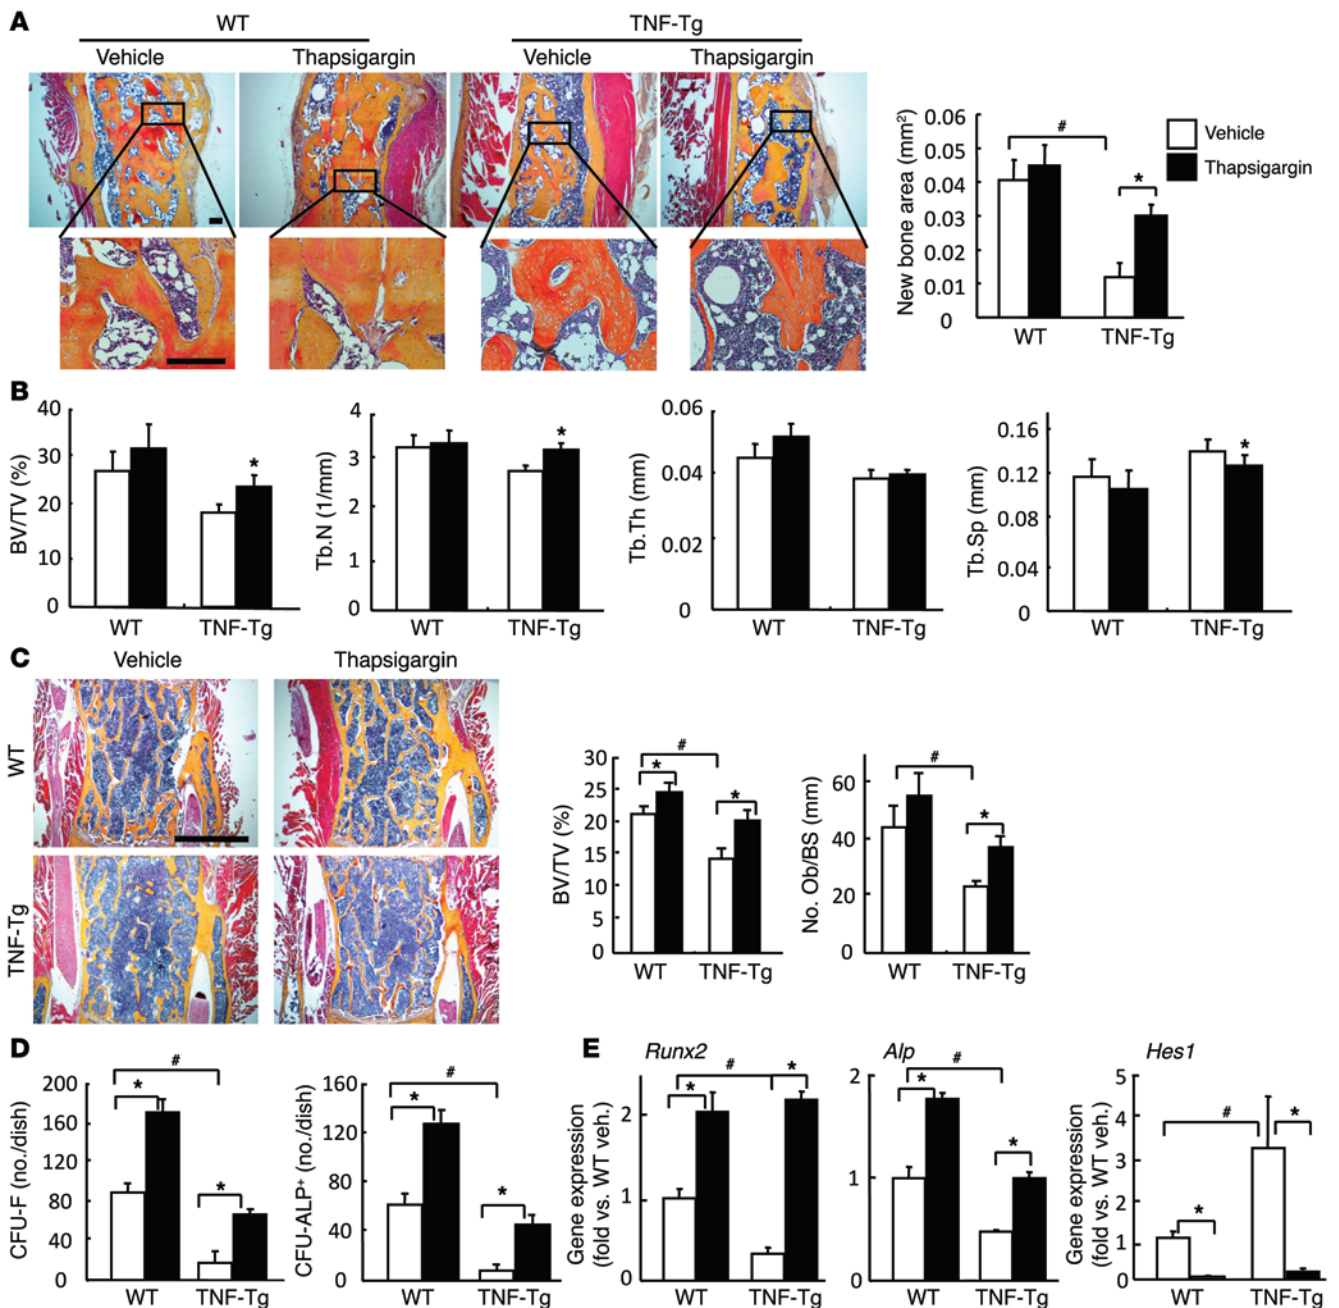 A
WT
TNF-Tg
Vehicle
Thapsigargin
Vehicle
Thapsigargin
New bone area (mm²)
0.06
0.05
0.04
0.03
0.02
0.01
0
#
*
WT
TNF-Tg
Vehicle
Thapsigargin
B
BV/TV (%)
40
30
20
10
0
*
WT
TNF-Tg
Tb.N (1/mm)
4
3
2
1
0
*
WT
TNF-Tg
Tb.Th (mm)
0.06
0.04
0.02
0
WT
TNF-Tg
Tb.Sp (mm)
0.16
0.12
0.08
0.04
0
*
WT
TNF-Tg
C
Vehicle
Thapsigargin
WT
TNF-Tg
BV/TV (%)
30
25
20
15
10
5
0
#
*
*
WT
TNF-Tg
No. Ob/BS (mm)
60
40
20
0
#
*
WT
TNF-Tg
D
CFU-F (no./dish)
200
160
120
80
40
0
#
*
*
WT
TNF-Tg
CFU-ALP⁺ (no./dish)
160
120
80
40
0
#
*
*
WT
TNF-Tg
E
Runx2
Gene expression
(fold vs. WT veh.)
2
1
0
#
*
*
WT
TNF-Tg
Alp
Gene expression
(fold vs. WT veh.)
2
1
0
#
*
*
WT
TNF-Tg
Hes1
Gene expression
(fold vs. WT veh.)
5
4
3
2
1
0
#
*
*
WT
TNF-Tg